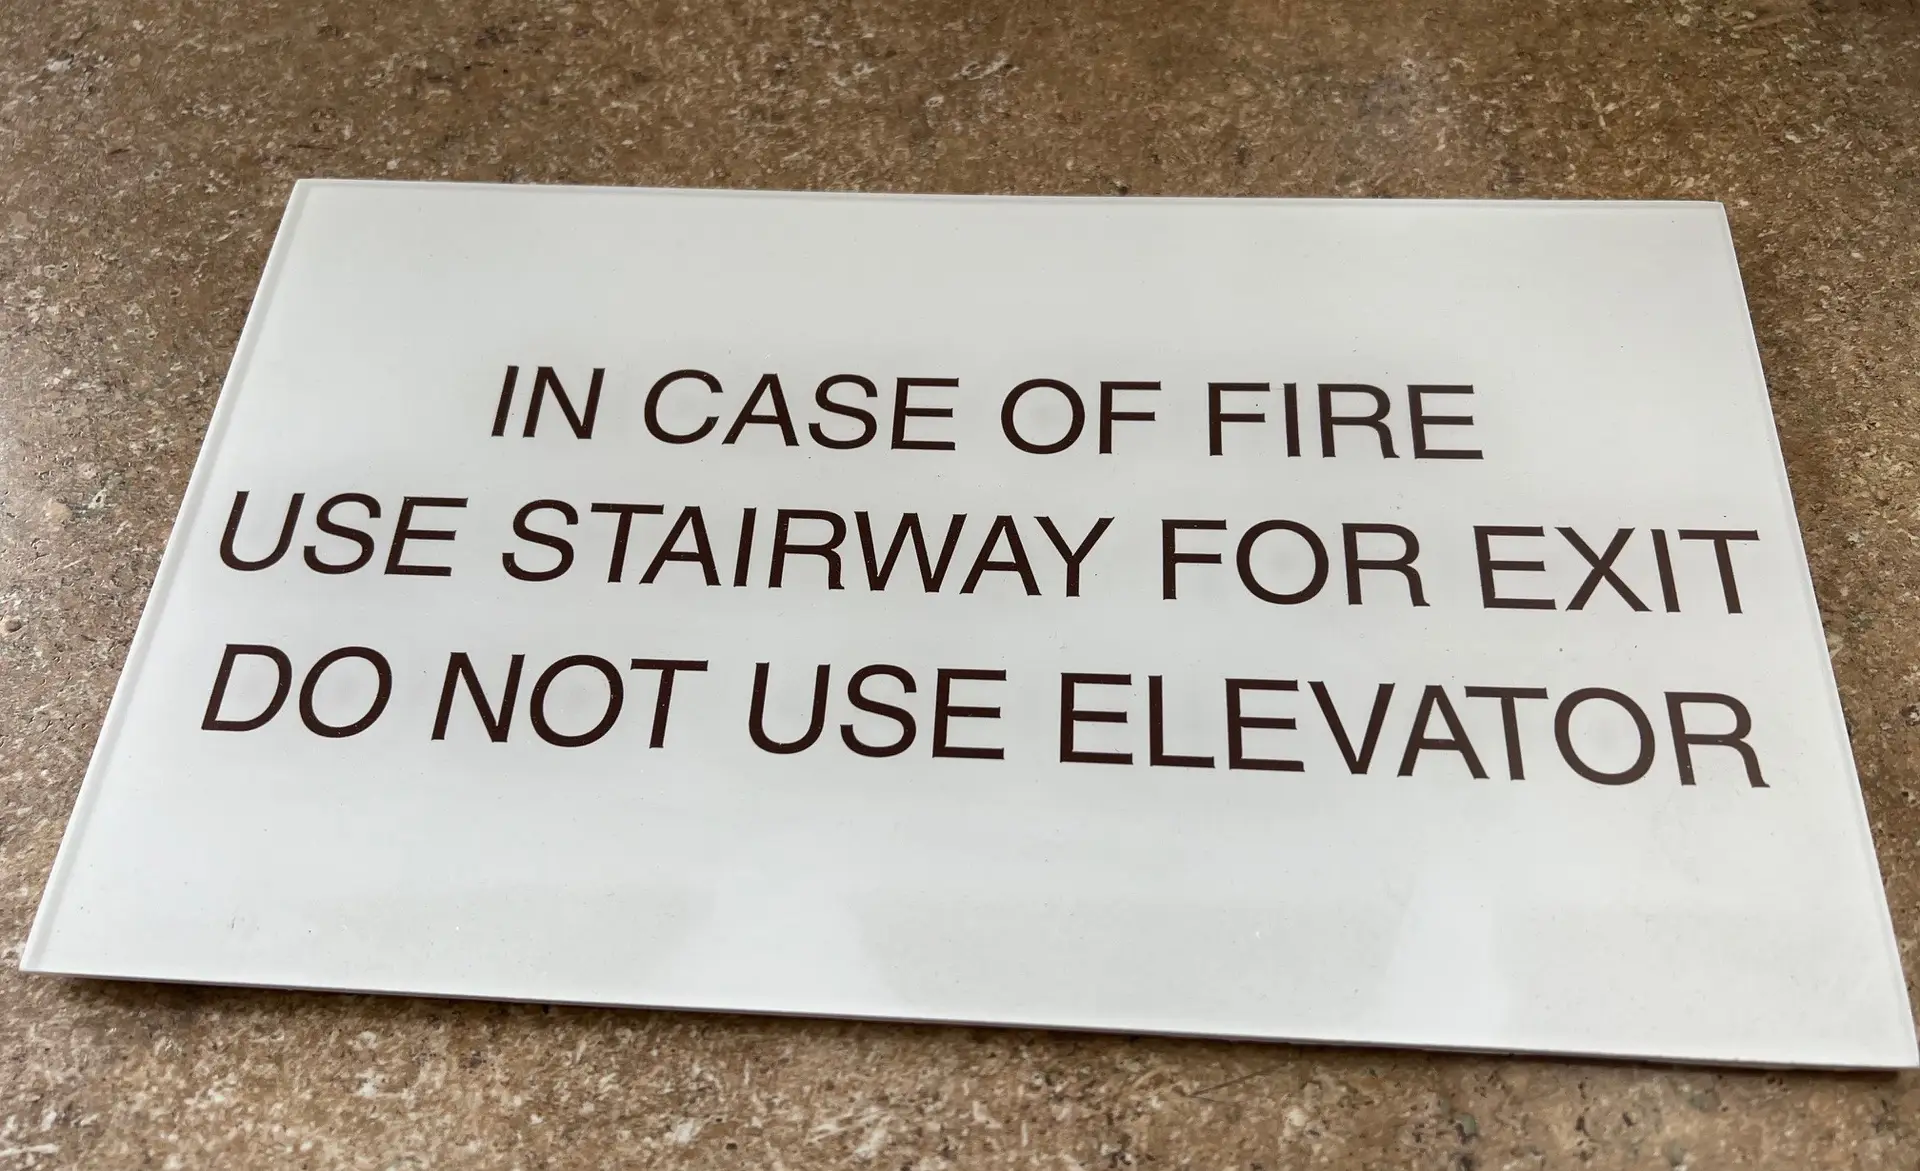 IN CASE OF FIRE
USE STAIRWAY FOR EXIT
DO NOT USE ELEVATOR